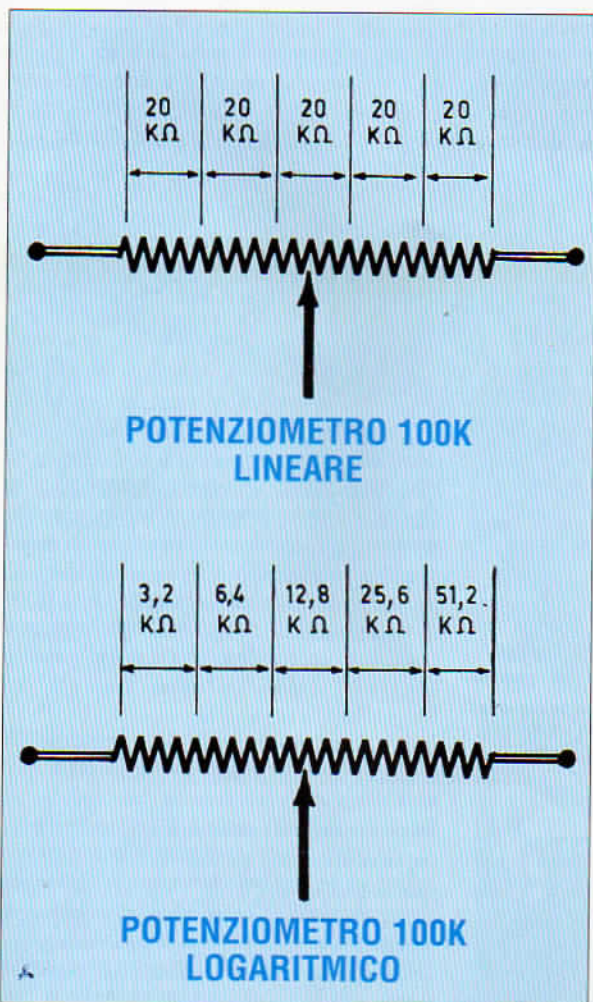 20 20 20 20 20
KΩ KΩ KΩ KΩ KΩ
POTENZIOMETRO 100K
LINEARE
3,2 6,4 12,8 25,6 51,2.
KΩ KΩ KΩ KΩ KΩ
POTENZIOMETRO 100K
LOGARITMICO